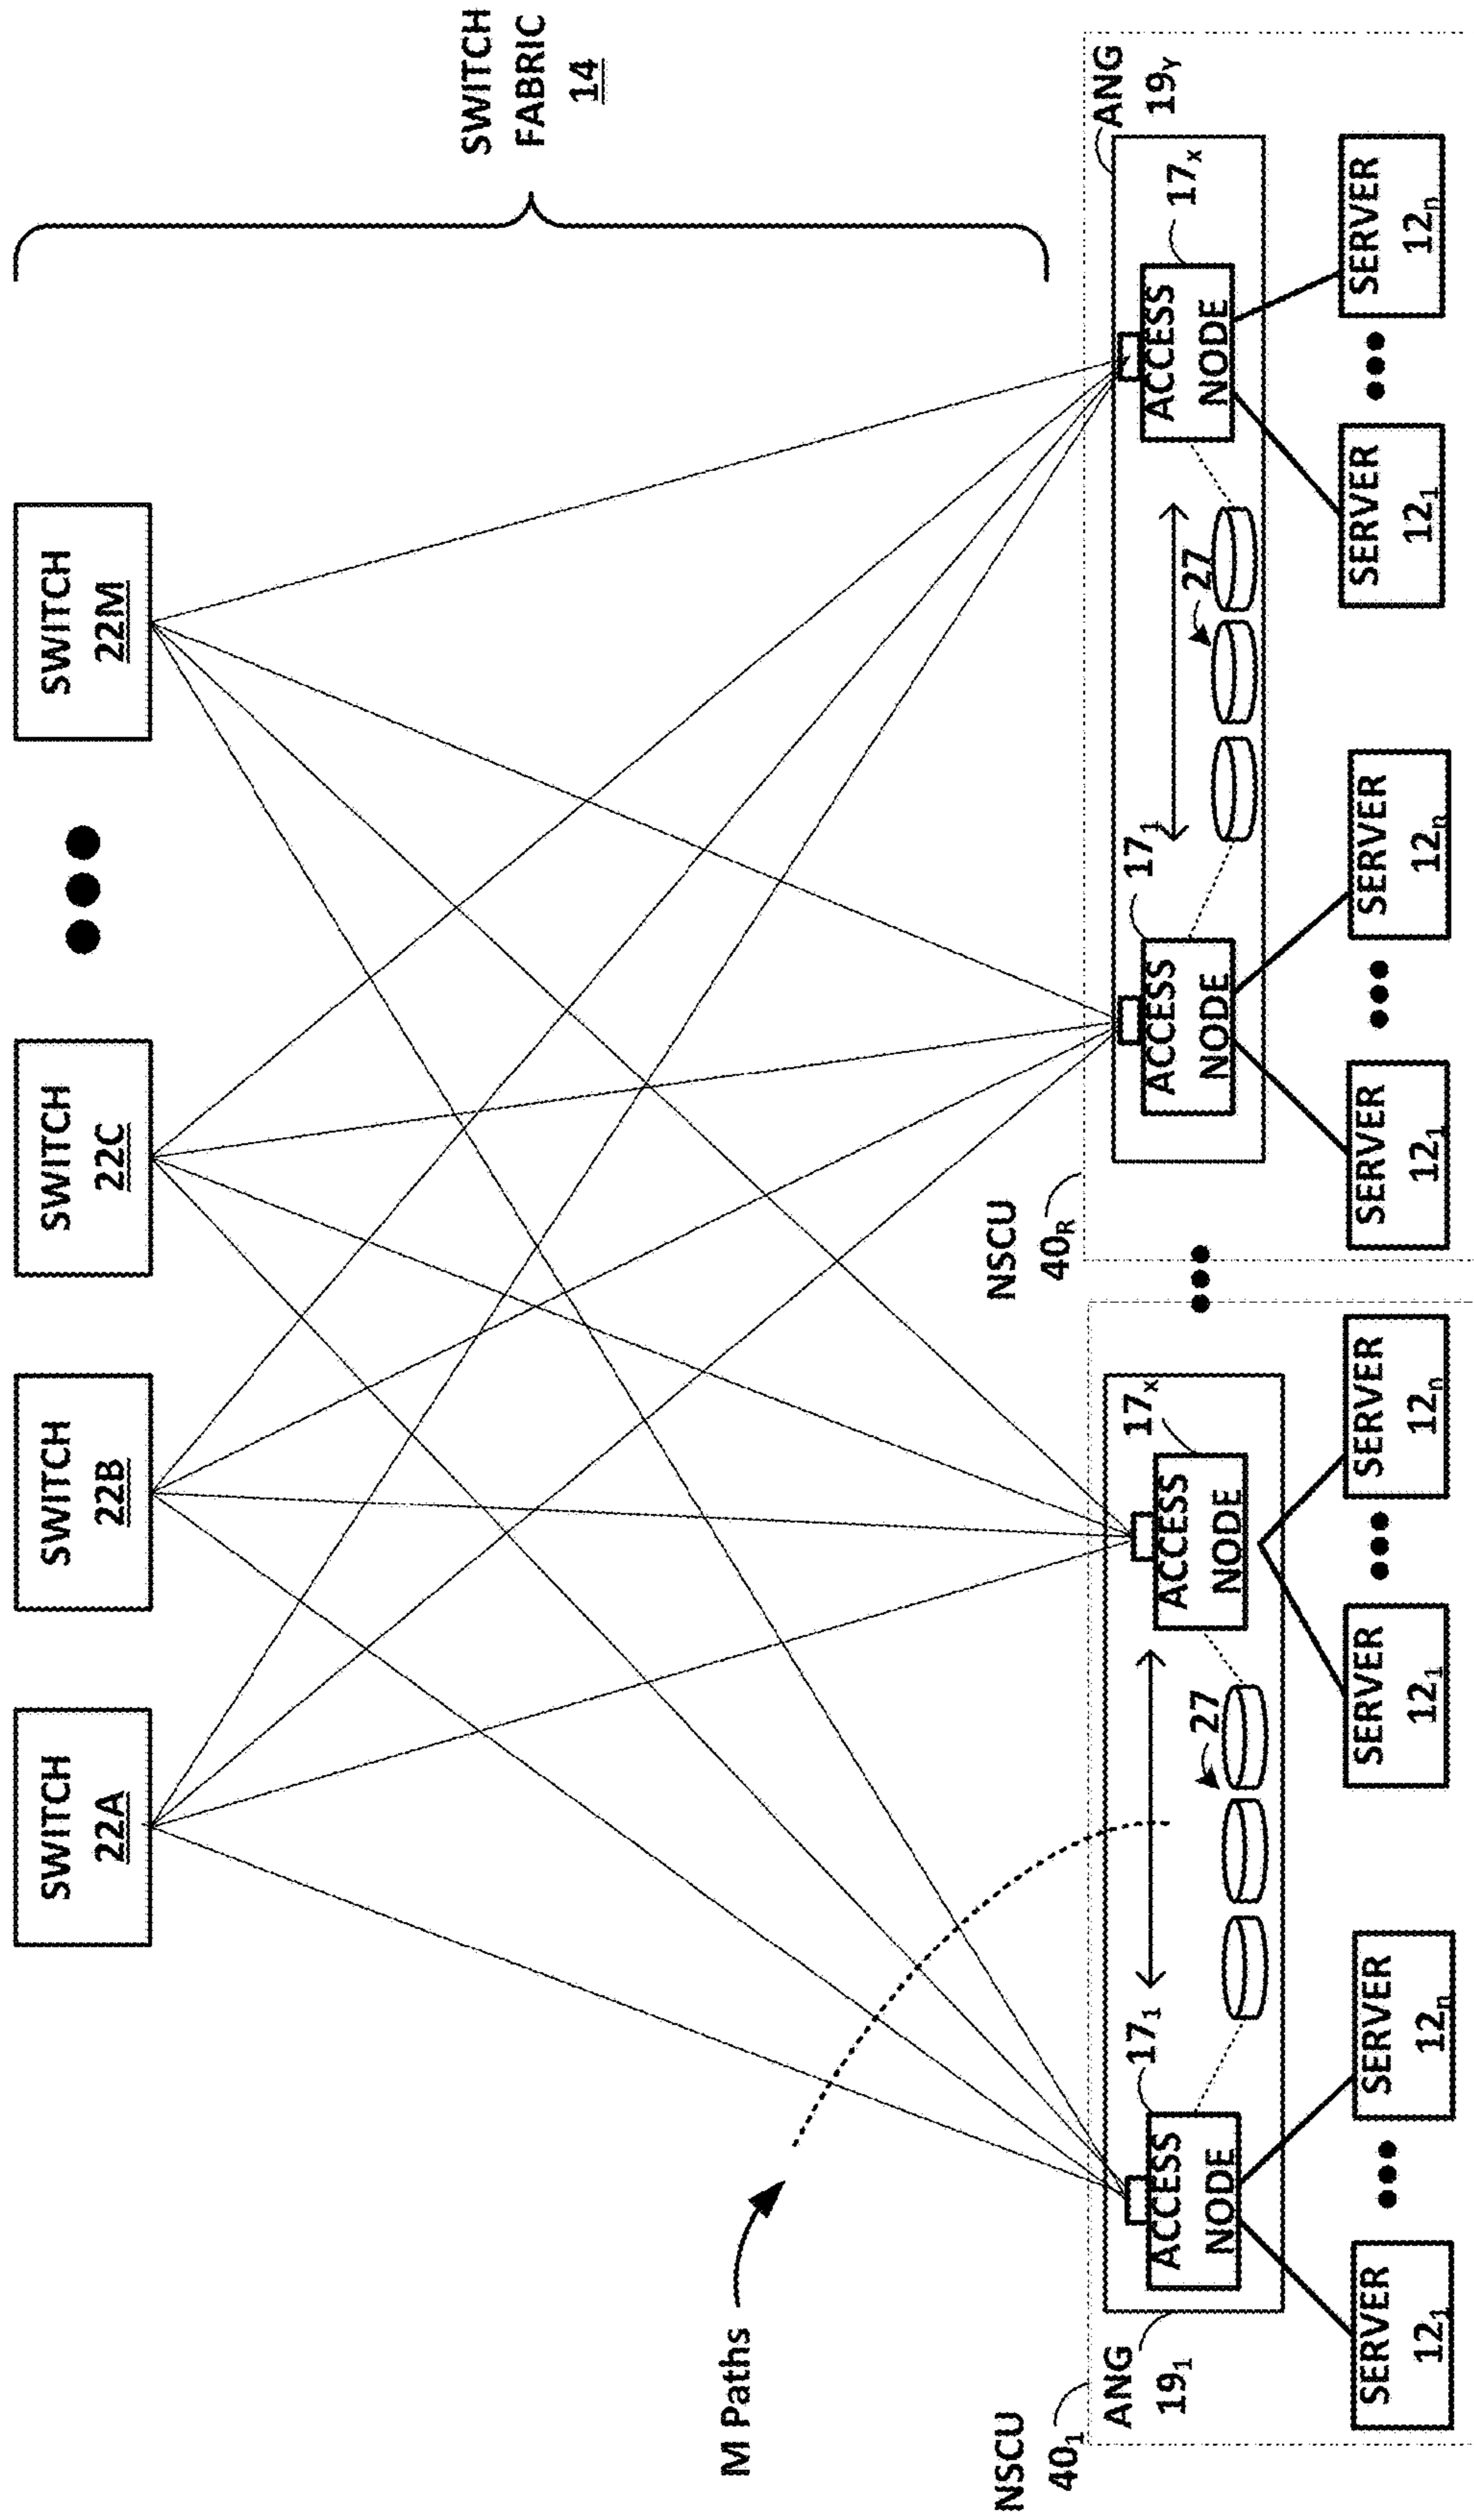 SWITCH
22A
SWITCH
22B
SWITCH
22C
SWITCH
22M
SWITCH
FABRIC
14
M Paths
NSCU
40₁
ANG
19₁
ACCESS
NODE
17₁
27
ACCESS
NODE
17ₓ
SERVER
12₁
SERVER
12ₙ
SERVER
12₁
SERVER
12ₙ
NSCU
40R
ACCESS
NODE
17₁
27
ACCESS
NODE
17ₓ
ANG
19Y
SERVER
12₁
SERVER
12ₙ
SERVER
12₁
SERVER
12ₙ